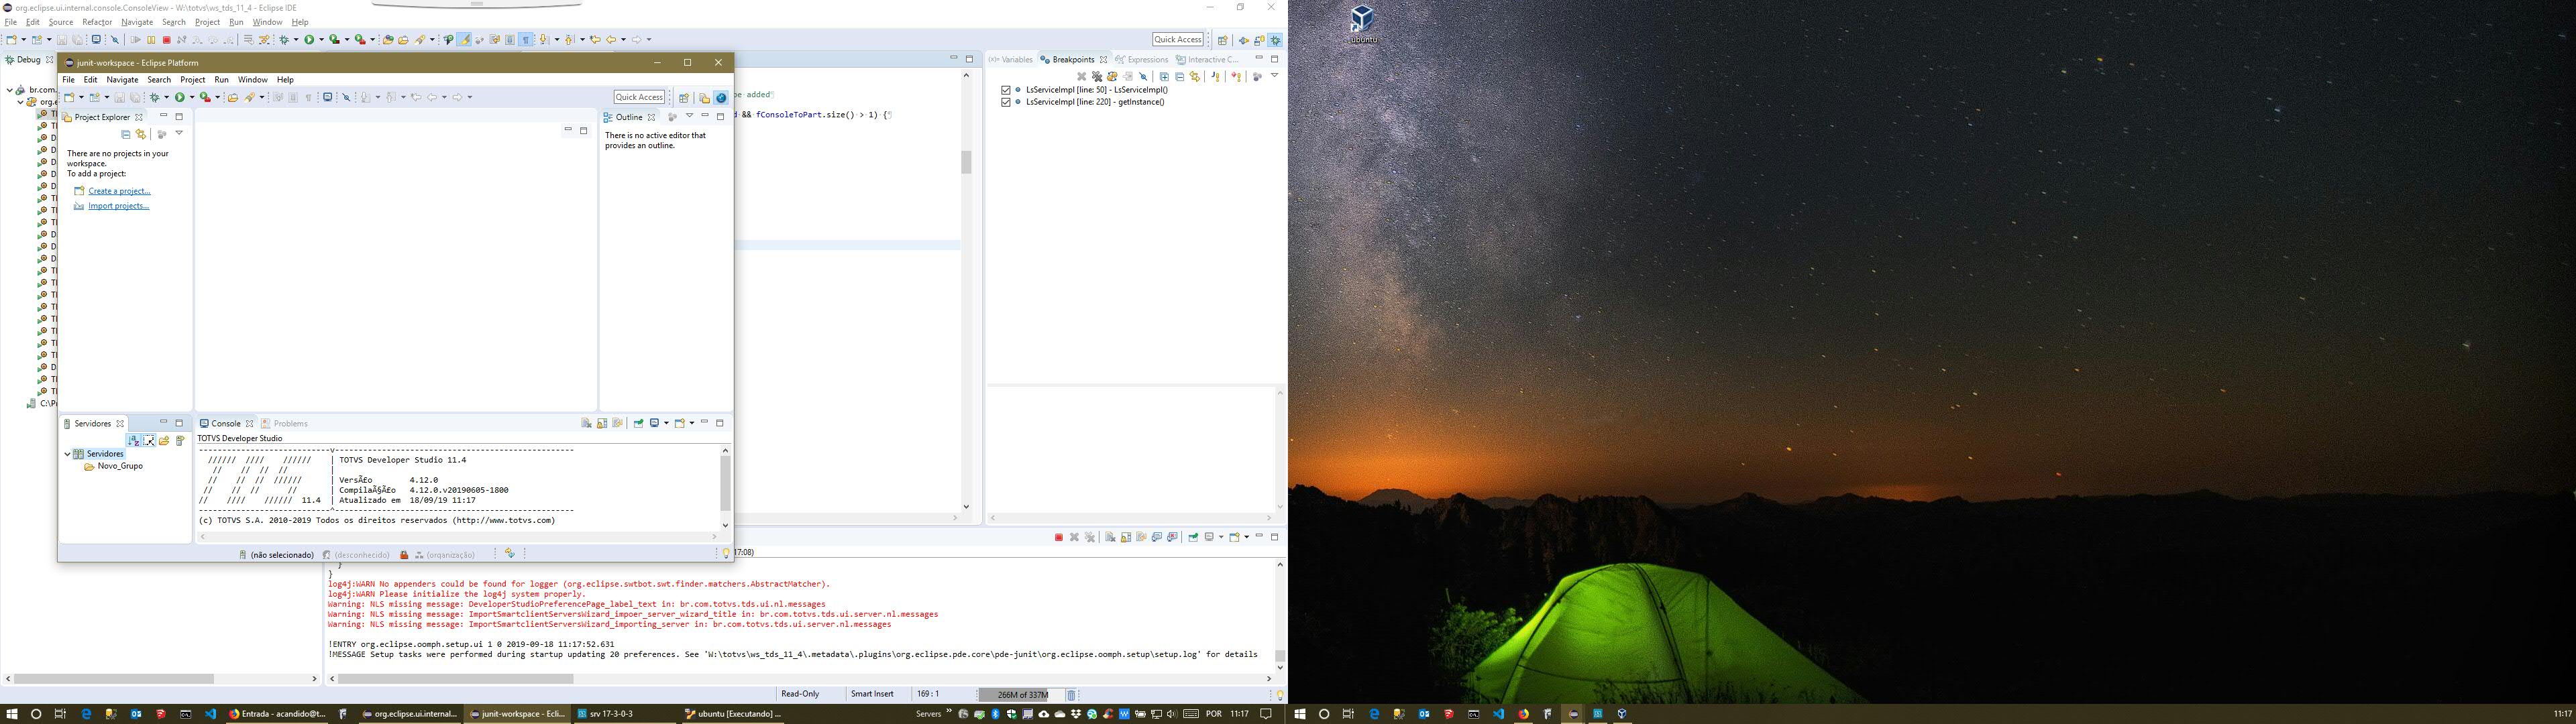 org.eclipse.ui.internal.console.ConsoleView - W:\totvs\ws_tds_11_4 - Eclipse IDE
File Edit Source Refactor Navigate Search Project Run Window Help
Quick Access
Debug
br.com.
org.e
junit-workspace - Eclipse Platform
File Edit Navigate Search Project Run Window Help
Quick Access
Project Explorer
There are no projects in your
workspace.
To add a project:
Create a project...
Import projects...
Outline
There is no active editor that
provides an outline.
be added
&& fConsoleToPart.size() > 1) {
Variables Breakpoints Expressions Interactive C...
LsServiceImpl [line: 50] - LsServiceImpl()
LsServiceImpl [line: 220] - getInstance()
Servidores
Servidores
Novo_Grupo
Console Problems
TOTVS Developer Studio
----------------------------v---------------------------------------------------
////// //// ////// | TOTVS Developer Studio 11.4
// // // // |
// // // ////// | VersÃ£o 4.12.0
// // // // | CompilaÃ§Ã£o 4.12.0.v20190605-1800
// //// ////// 11.4 | Atualizado em 18/09/19 11:17
----------------------------^---------------------------------------------------
(c) TOTVS S.A. 2010-2019 Todos os direitos reservados (http://www.totvs.com)
(não selecionado) (desconhecido) (organização)
17:08)
}
}
log4j:WARN No appenders could be found for logger (org.eclipse.swtbot.swt.finder.matchers.AbstractMatcher).
log4j:WARN Please initialize the log4j system properly.
Warning: NLS missing message: DeveloperStudioPreferencePage_label_text in: br.com.totvs.tds.ui.nl.messages
Warning: NLS missing message: ImportSmartclientServersWizard_impoer_server_wizard_title in: br.com.totvs.tds.ui.server.nl.messages
Warning: NLS missing message: ImportSmartclientServersWizard_importing_server in: br.com.totvs.tds.ui.server.nl.messages
!ENTRY org.eclipse.oomph.setup.ui 1 0 2019-09-18 11:17:52.631
!MESSAGE Setup tasks were performed during startup updating 20 preferences. See 'W:\totvs\ws_tds_11_4\.metadata\.plugins\org.eclipse.pde.core\pde-junit\org.eclipse.oomph.setup\setup.log' for details
Read-Only Smart Insert 169 : 1 266M of 337M
Entrada - acandido@t... org.eclipse.ui.internal... junit-workspace - Ecli... srv 17-3-0-3 ubuntu [Executando] ... Servers POR 11:17
ubuntu
11:17